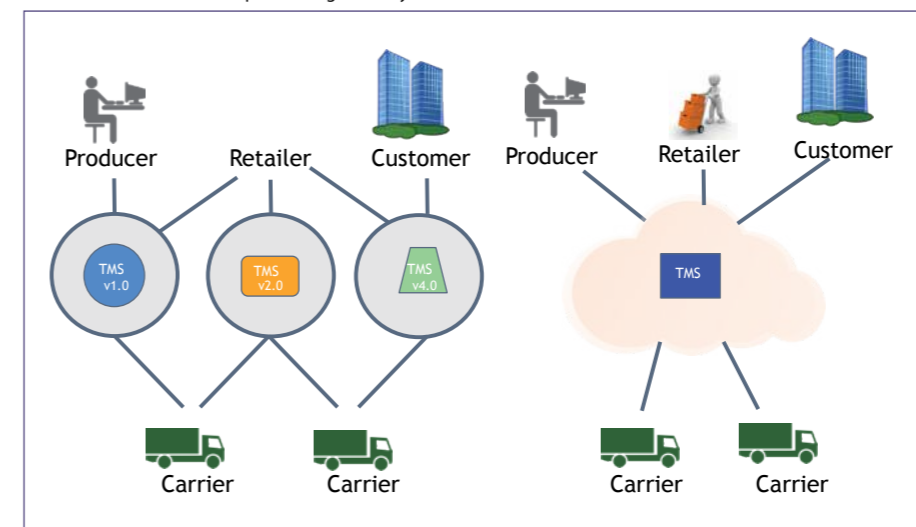 Producer
Retailer
Customer
Producer
Retailer
Customer
TMS
v1.0
TMS
v2.0
TMS
v4.0
TMS
Carrier
Carrier
Carrier
Carrier